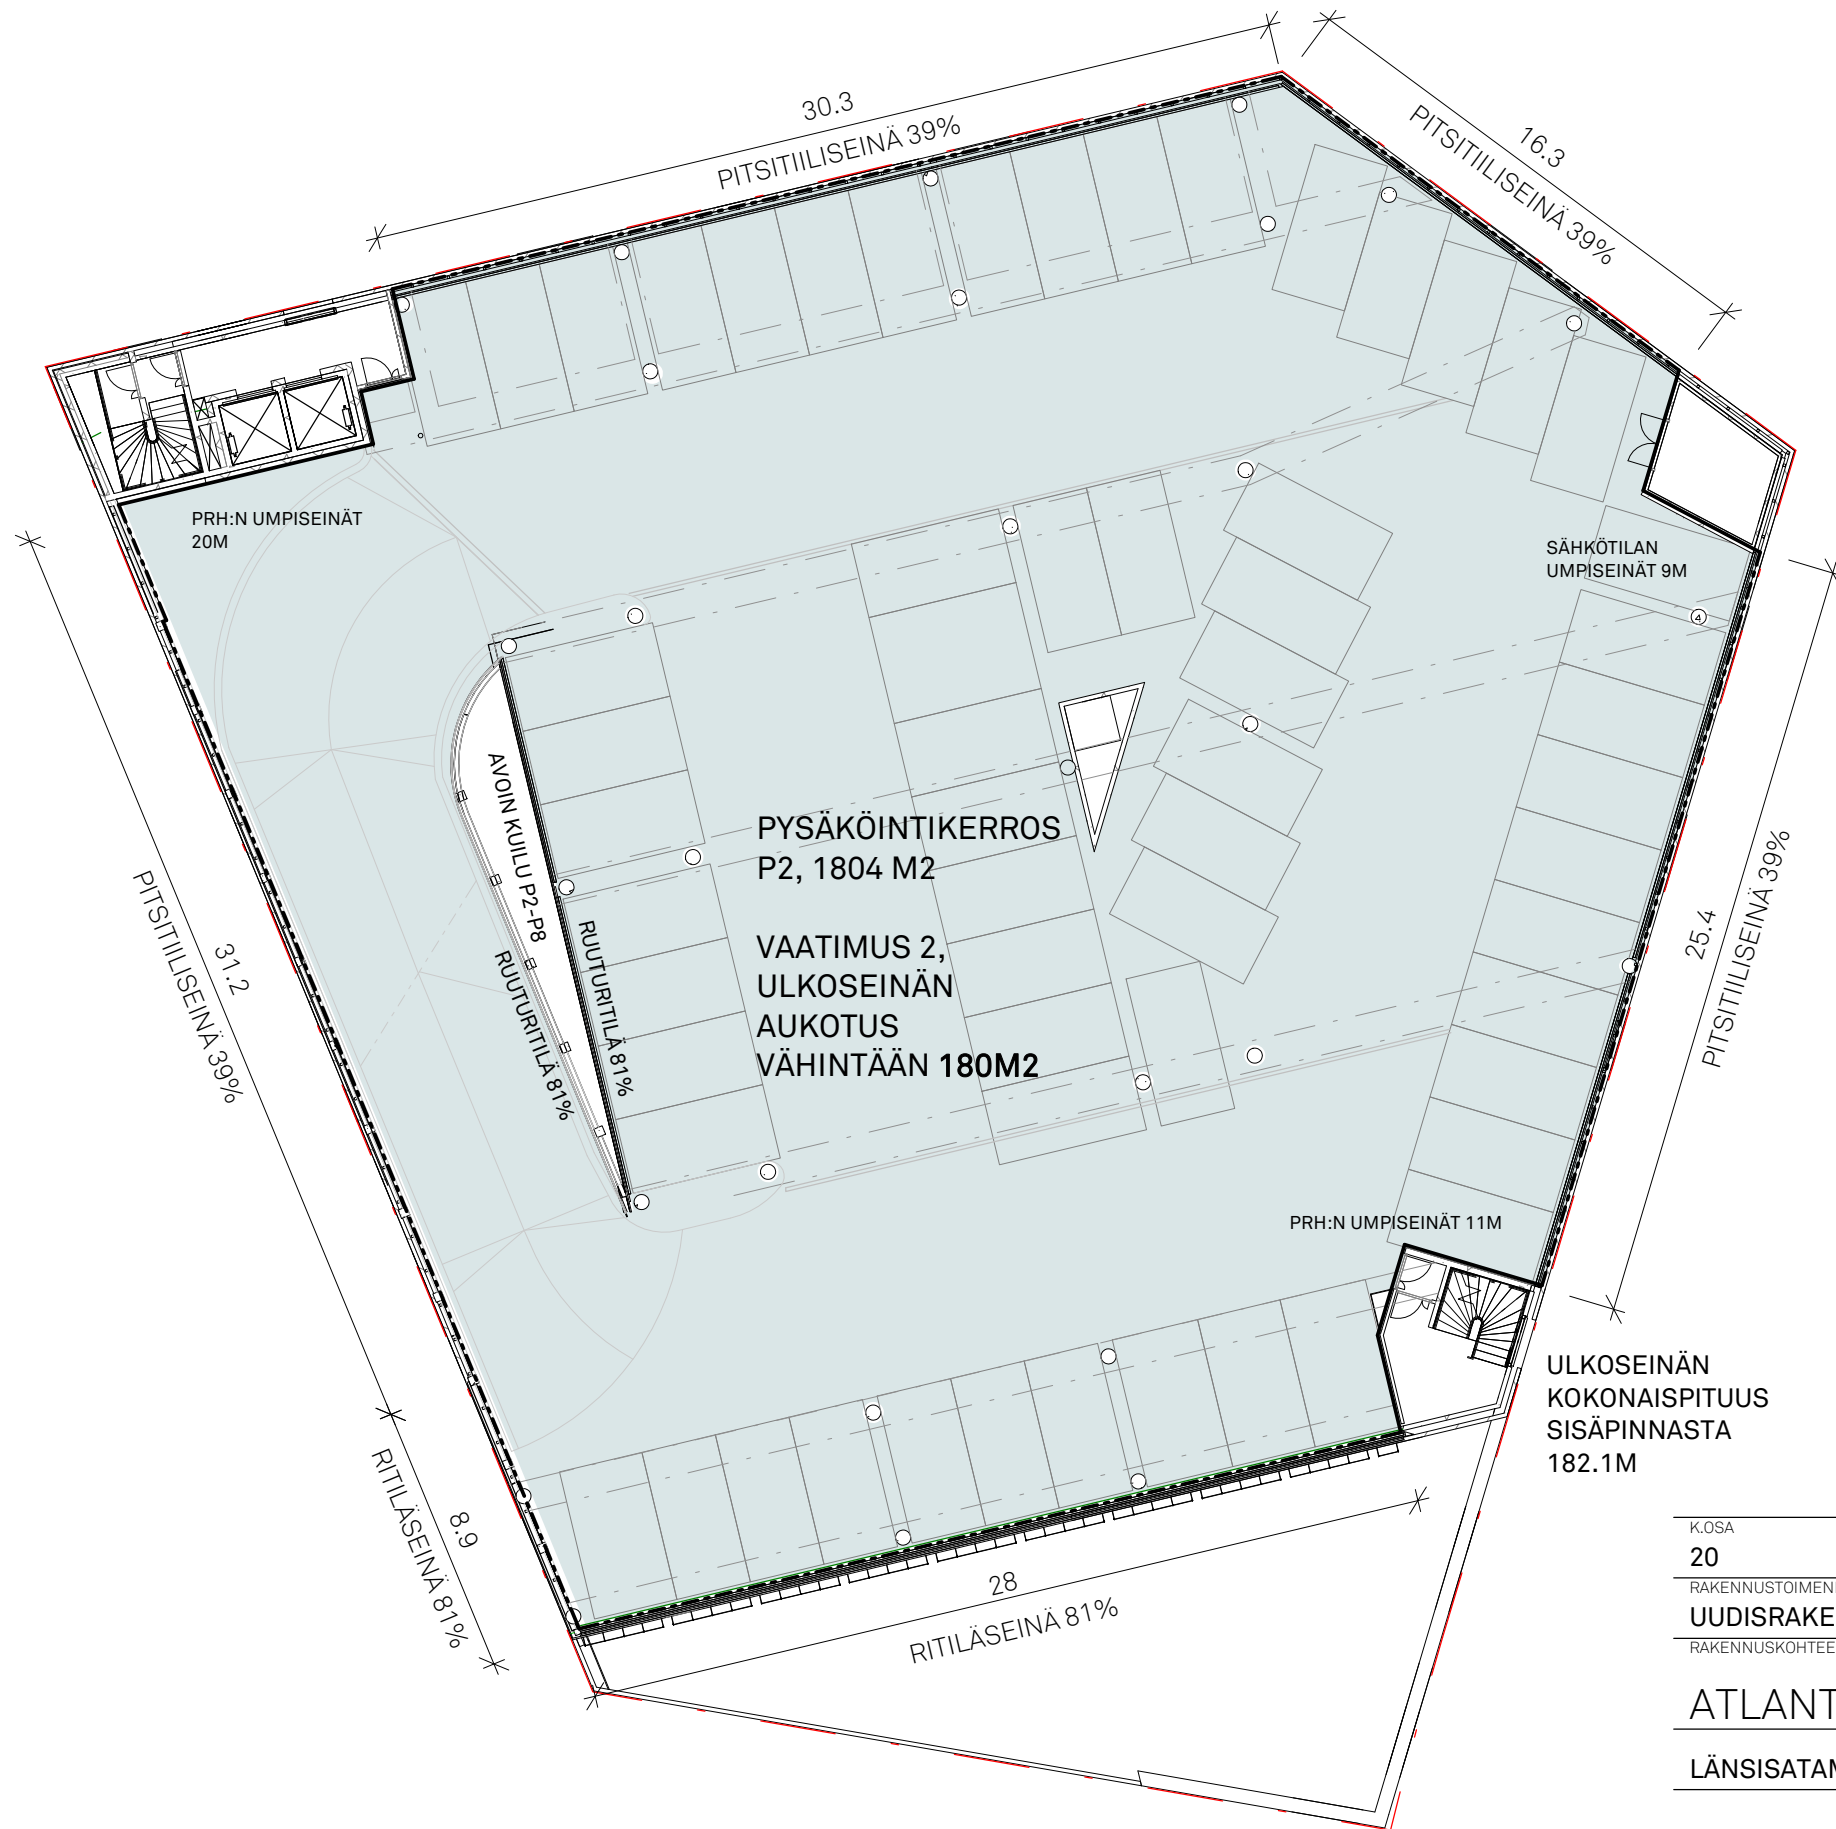 30.3
PITSITIILISEINÄ 39%
16.3
PITSITIILISEINÄ 39%
PRH:N UMPISEINÄT
20M
SÄHKÖTILAN
UMPISEINÄT 9M
4
AVOIN KUILU P2-P8
RUUTURITILÄ 81%
RUUTURITILÄ 81%
PYSÄKÖINTIKERROS
P2, 1804 M2
VAATIMUS 2,
ULKOSEINÄN
AUKOTUS
VÄHINTÄÄN 180M2
31.2
PITSITIILISEINÄ 39%
25.4
PITSITIILISEINÄ 39%
PRH:N UMPISEINÄT 11M
ULKOSEINÄN
KOKONAISPITUUS
SISÄPINNASTA
182.1M
8.9
RITILÄSEINÄ 81%
28
RITILÄSEINÄ 81%
K.OSA
20
RAKENNUSTOIMEN
UUDISRAKE
RAKENNUSKOHTEE
ATLANT
LÄNSISATAM